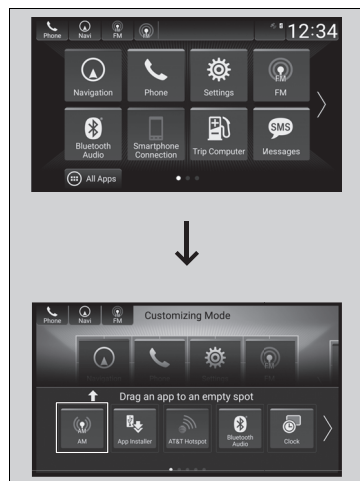 Phone Navi FM 12:34
Navigation Phone Settings FM
Bluetooth Audio Smartphone Connection Trip Computer SMS Messages
All Apps
Phone Navi FM Customizing Mode
Drag an app to an empty spot
AM AM App Installer AT&T Hotspot Bluetooth Audio Clock